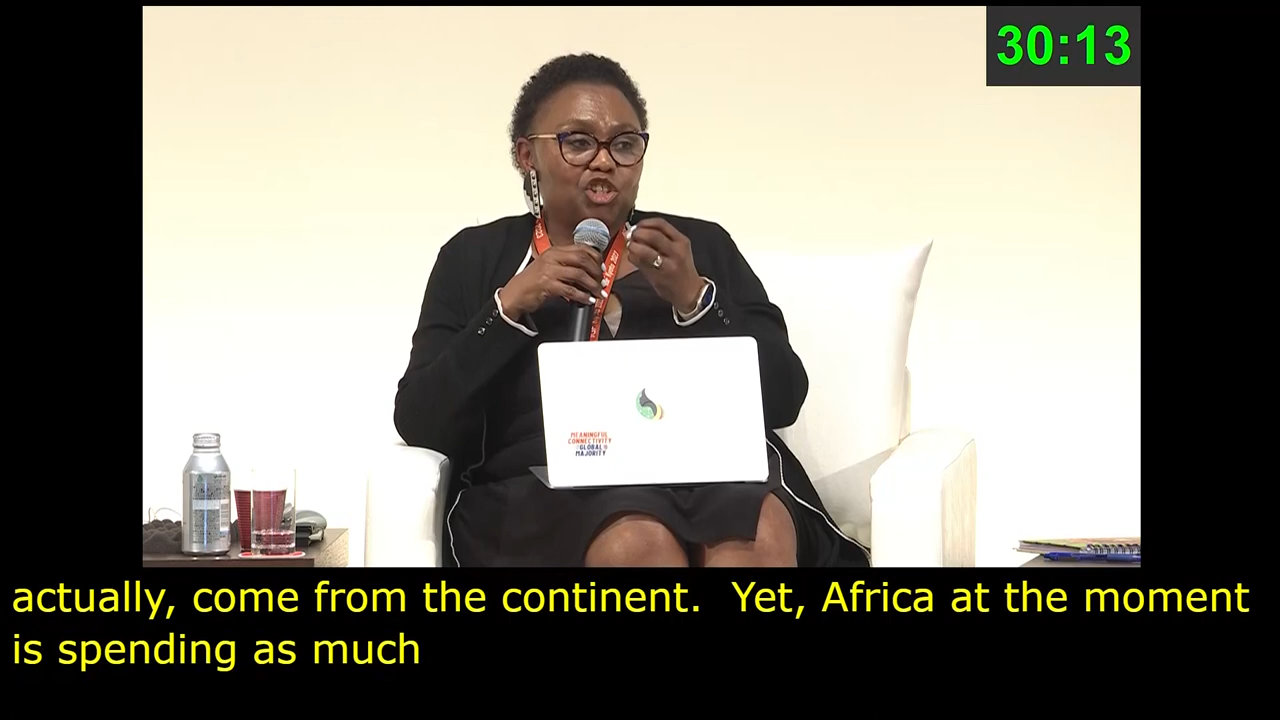 30:13
MEANINGFUL
CONNECTIVITY
GLOBAL
MAJORITY
actually, come from the continent.  Yet, Africa at the moment
is spending as much